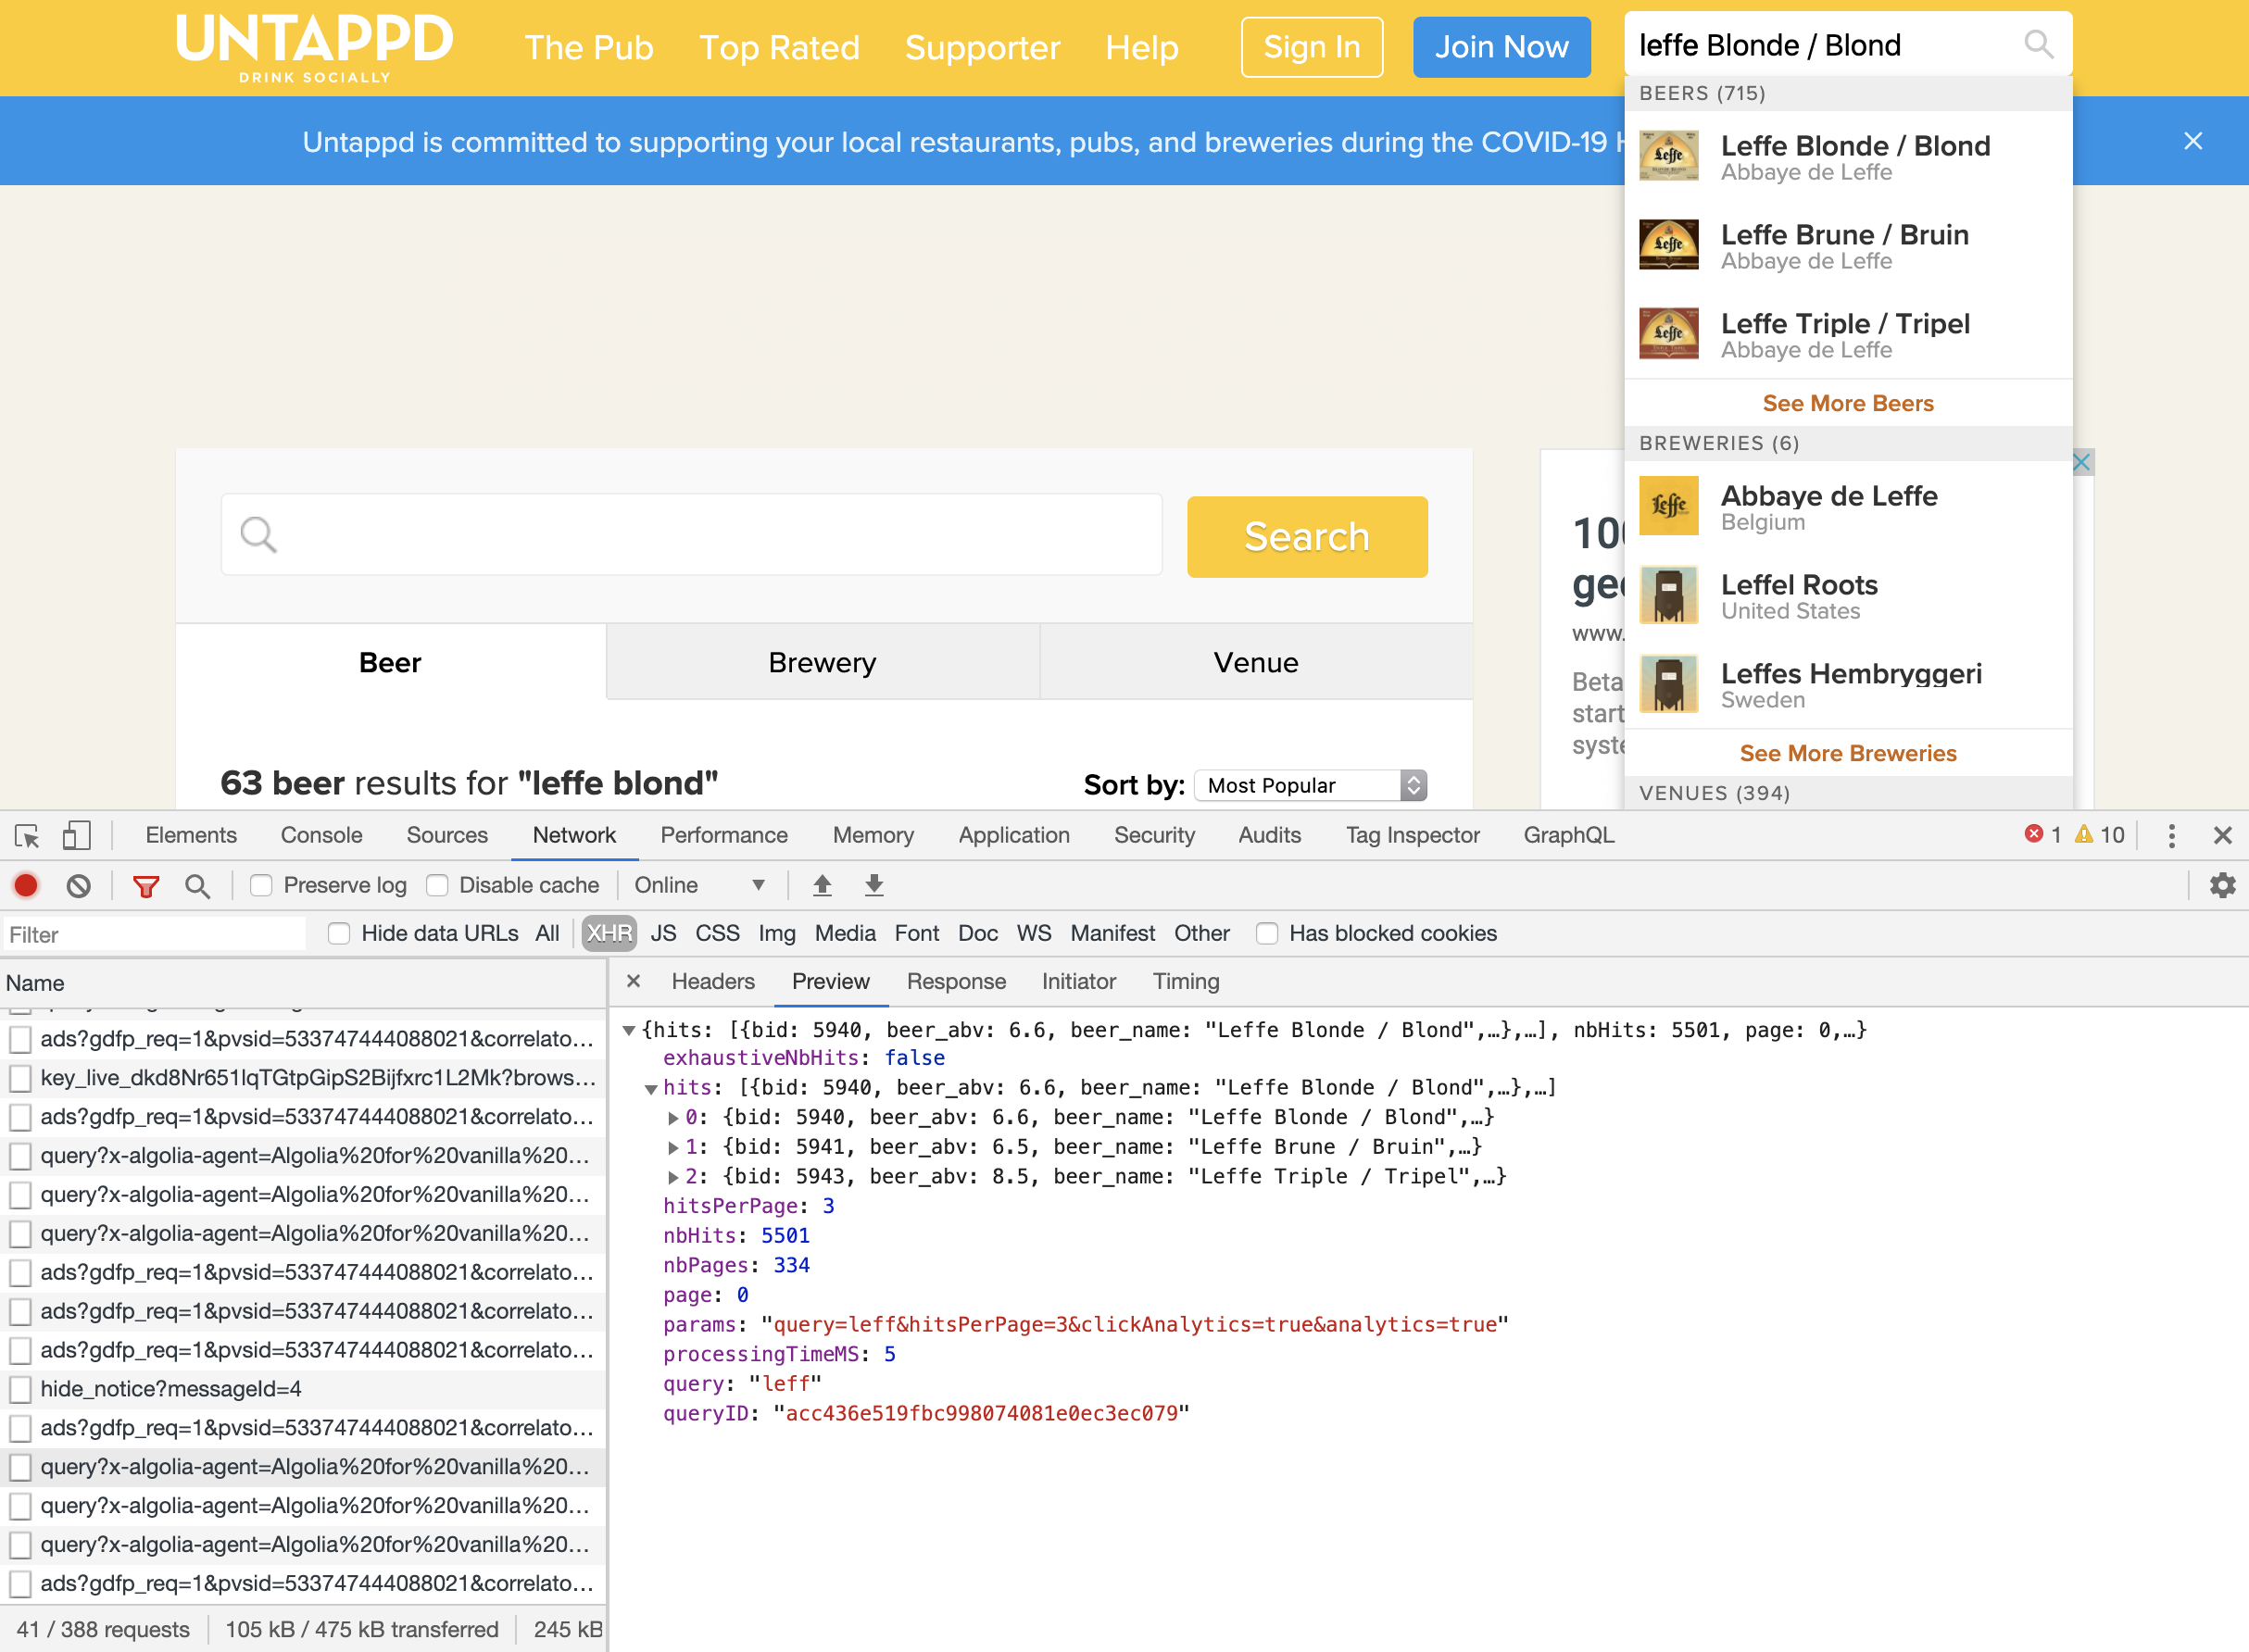 UNTAPPD
DRINK SOCIALLY
The Pub
Top Rated
Supporter
Help
Sign In
Join Now
leffe Blonde / Blond
Untappd is committed to supporting your local restaurants, pubs, and breweries during the COVID-19
BEERS (715)
Leffe Blonde / Blond
Abbaye de Leffe
Leffe Brune / Bruin
Abbaye de Leffe
Leffe Triple / Tripel
Abbaye de Leffe
See More Beers
BREWERIES (6)
Abbaye de Leffe
Belgium
Leffel Roots
United States
Leffes Hembryggeri
Sweden
See More Breweries
VENUES (394)
Search
Beer
Brewery
Venue
63 beer results for "leffe blond"
Sort by: Most Popular
www.
Beta
start
Elements Console Sources Network Performance Memory Application Security Audits Tag Inspector GraphQL 1 10
Preserve log Disable cache Online
Filter Hide data URLs All XHR JS CSS Img Media Font Doc WS Manifest Other Has blocked cookies
Name
ads?gdfp_req=1&pvsid=533747444088021&correlato...
key_live_dkd8Nr651lqTGtpGipS2Bijfxrc1L2Mk?brows...
ads?gdfp_req=1&pvsid=533747444088021&correlato...
query?x-algolia-agent=Algolia%20for%20vanilla%20...
query?x-algolia-agent=Algolia%20for%20vanilla%20...
query?x-algolia-agent=Algolia%20for%20vanilla%20...
ads?gdfp_req=1&pvsid=533747444088021&correlato...
ads?gdfp_req=1&pvsid=533747444088021&correlato...
ads?gdfp_req=1&pvsid=533747444088021&correlato...
hide_notice?messageId=4
ads?gdfp_req=1&pvsid=533747444088021&correlato...
query?x-algolia-agent=Algolia%20for%20vanilla%20...
query?x-algolia-agent=Algolia%20for%20vanilla%20...
query?x-algolia-agent=Algolia%20for%20vanilla%20...
ads?gdfp_req=1&pvsid=533747444088021&correlato...
41 / 388 requests 105 kB / 475 kB transferred 245 kB
Headers Preview Response Initiator Timing
{hits: [{bid: 5940, beer_abv: 6.6, beer_name: "Leffe Blonde / Blond",…},…], nbHits: 5501, page: 0,…}
exhaustiveNbHits: false
hits: [{bid: 5940, beer_abv: 6.6, beer_name: "Leffe Blonde / Blond",…},…]
0: {bid: 5940, beer_abv: 6.6, beer_name: "Leffe Blonde / Blond",…}
1: {bid: 5941, beer_abv: 6.5, beer_name: "Leffe Brune / Bruin",…}
2: {bid: 5943, beer_abv: 8.5, beer_name: "Leffe Triple / Tripel",…}
hitsPerPage: 3
nbHits: 5501
nbPages: 334
page: 0
params: "query=leff&hitsPerPage=3&clickAnalytics=true&analytics=true"
processingTimeMS: 5
query: "leff"
queryID: "acc436e519fbc998074081e0ec3ec079"